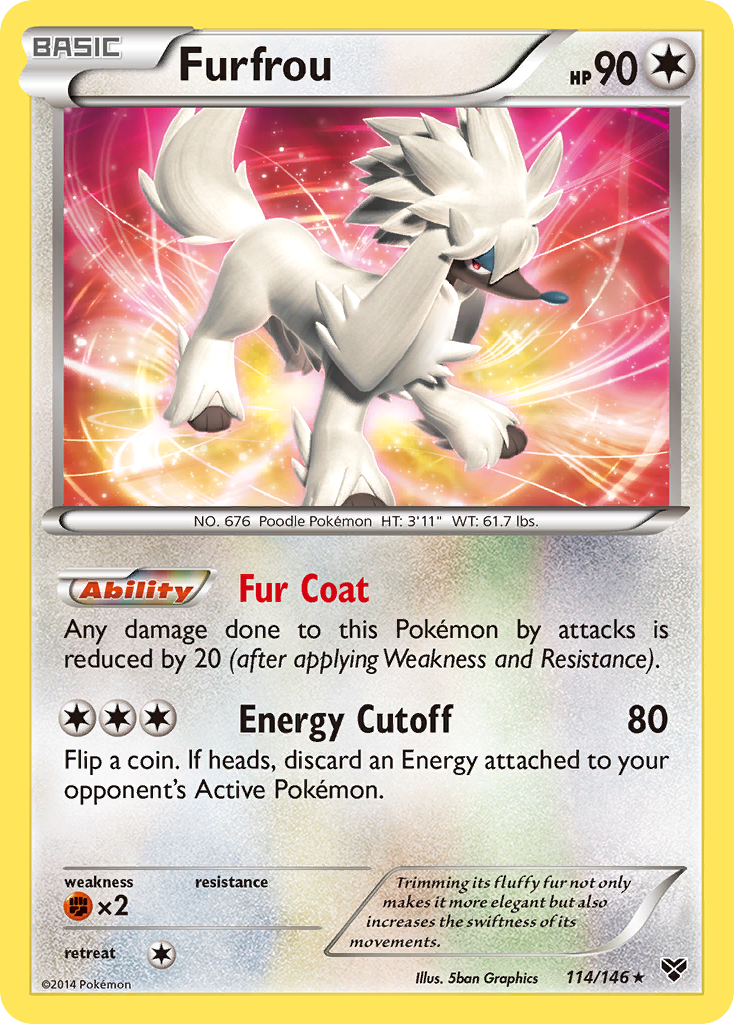 BASIC
Furfrou
HP 90
NO. 676 Poodle Pokémon HT: 3'11" WT: 61.7 lbs.
Ability Fur Coat
Any damage done to this Pokémon by attacks is
reduced by 20 (after applying Weakness and Resistance).
Energy Cutoff 80
Flip a coin. If heads, discard an Energy attached to your
opponent's Active Pokémon.
weakness resistance
×2
retreat
Trimming its fluffy fur not only
makes it more elegant but also
increases the swiftness of its
movements.
©2014 Pokémon
Illus. 5ban Graphics 114/146 ★